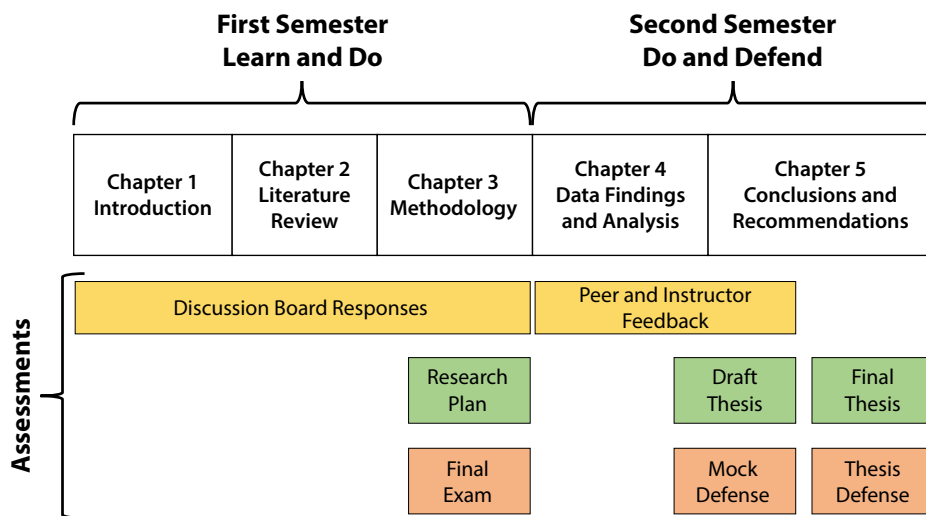 First Semester
Learn and Do
Second Semester
Do and Defend
Chapter 1
Introduction
Chapter 2
Literature
Review
Chapter 3
Methodology
Chapter 4
Data Findings
and Analysis
Chapter 5
Conclusions and
Recommendations
Assessments
Discussion Board Responses
Peer and Instructor
Feedback
Research
Plan
Draft
Thesis
Final
Thesis
Final
Exam
Mock
Defense
Thesis
Defense